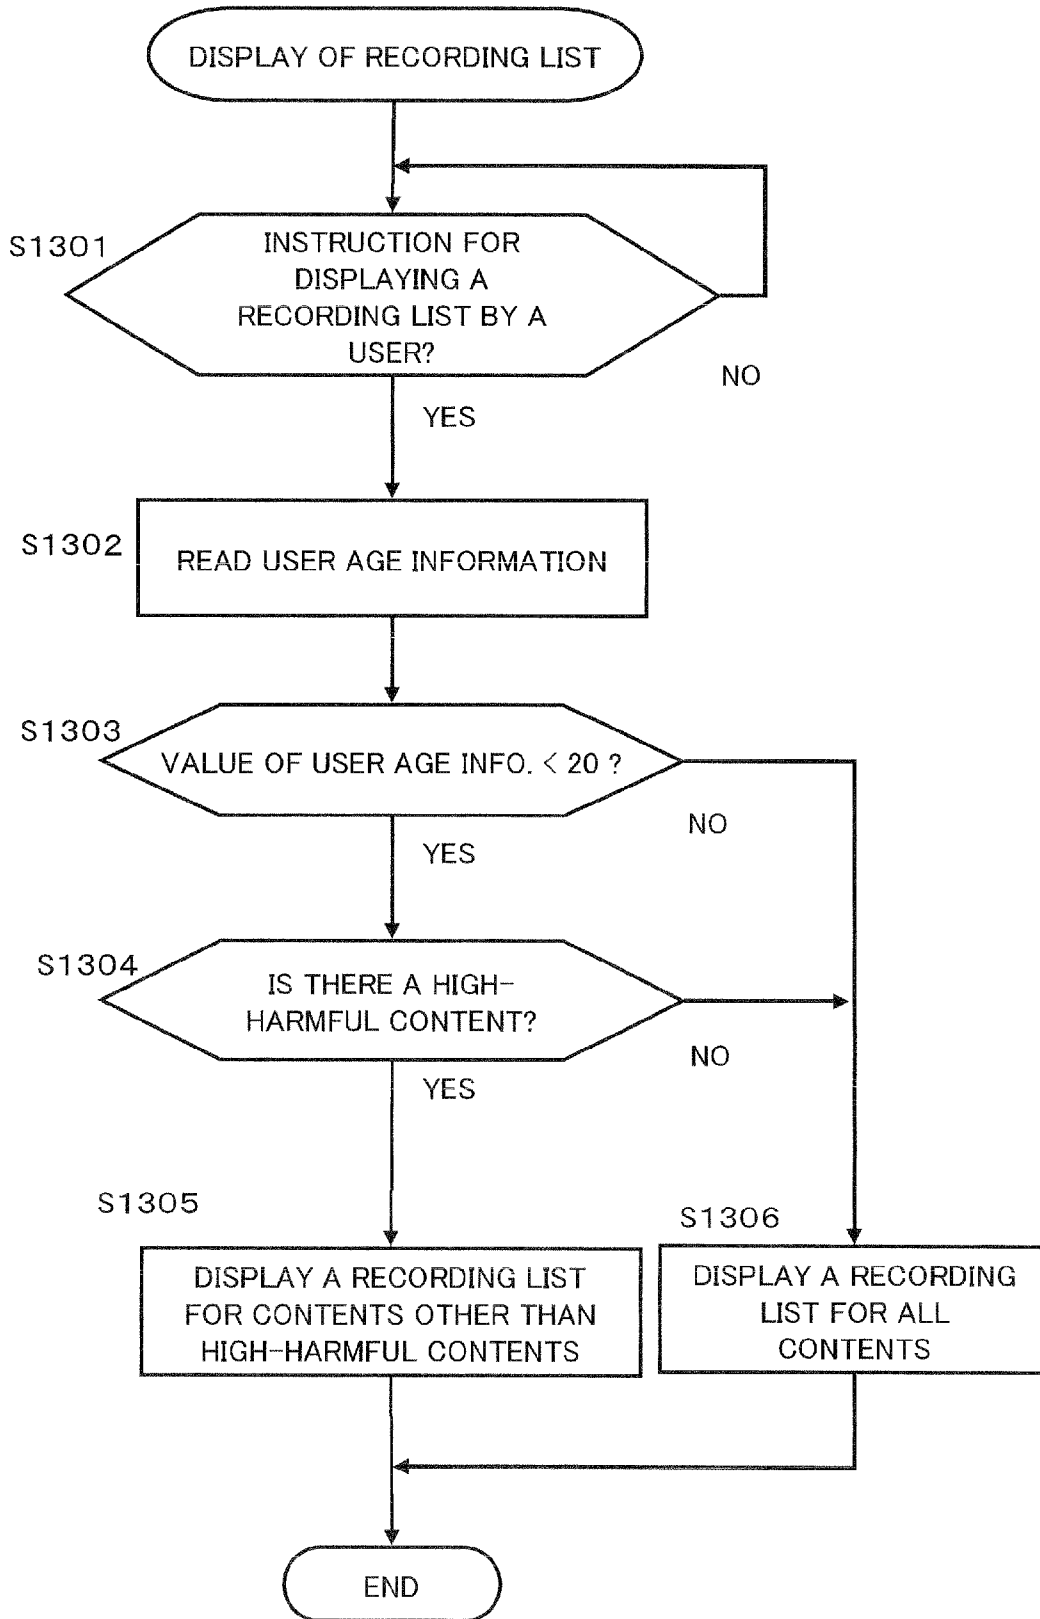 DISPLAY OF RECORDING LIST
S1301
INSTRUCTION FOR
DISPLAYING A
RECORDING LIST BY A
USER?
NO
YES
S1302
READ USER AGE INFORMATION
S1303
VALUE OF USER AGE INFO. < 20 ?
NO
YES
S1304
IS THERE A HIGH-
HARMFUL CONTENT?
NO
YES
S1305
DISPLAY A RECORDING LIST
FOR CONTENTS OTHER THAN
HIGH-HARMFUL CONTENTS
S1306
DISPLAY A RECORDING
LIST FOR ALL
CONTENTS
END